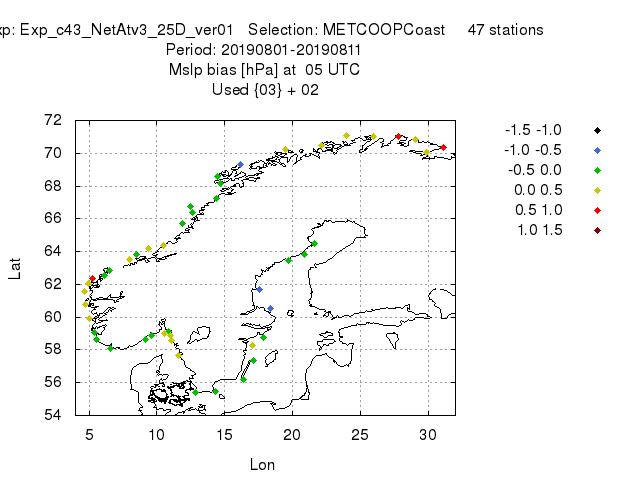 xp: Exp_c43_NetAtv3_25D_ver01 Selection: METCOOPCoast 47 stations
Period: 20190801-20190811
Mslp bias [hPa] at 05 UTC
Used {03} + 02
72
70
68
66
64
62
60
58
56
54
Lat
5 10 15 20 25 30
Lon
-1.5 -1.0
-1.0 -0.5
-0.5 0.0
0.0 0.5
0.5 1.0
1.0 1.5